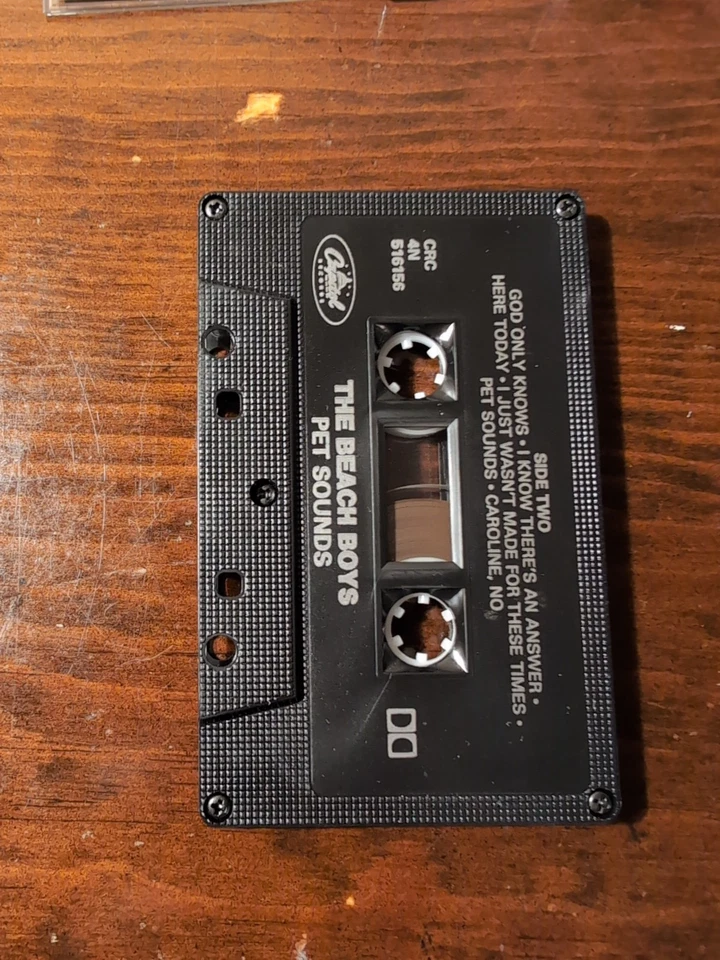 SIDE TWO
GOD ONLY KNOWS • I KNOW THERE'S AN ANSWER •
HERE TODAY • I JUST WASN'T MADE FOR THESE TIMES •
PET SOUNDS • CAROLINE, NO
CRC
4N
516156
Capitol
RECORDS
THE BEACH BOYS
PET SOUNDS